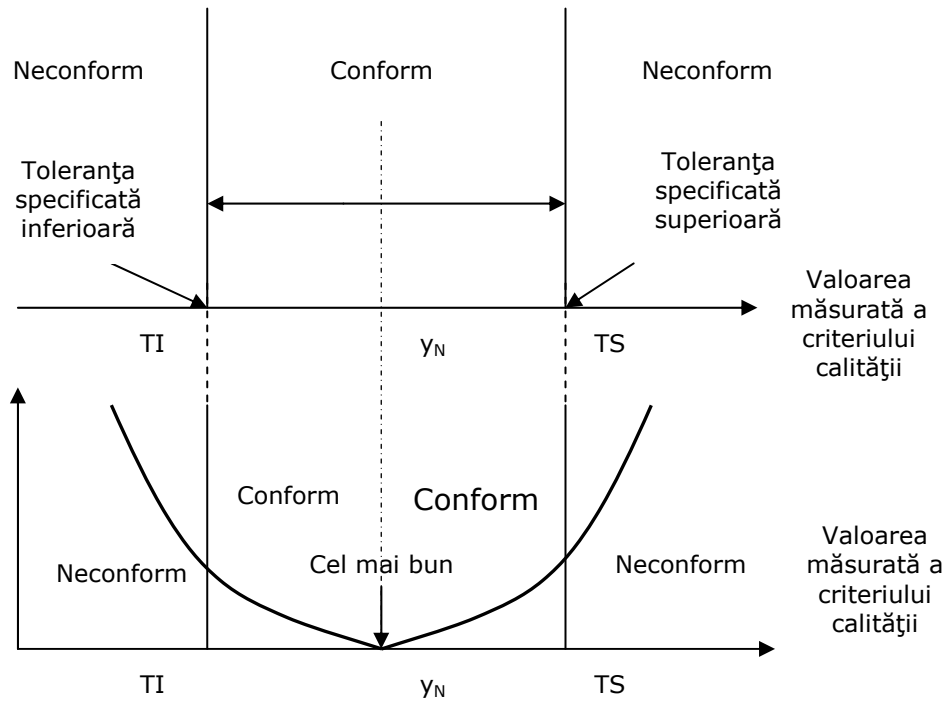 Neconform
Conform
Neconform
Toleranţa
specificată
inferioară
Toleranţa
specificată
superioară
Valoarea
măsurată a
criteriului
calităţii
TI
yN
TS
Conform
Conform
Neconform
Cel mai bun
Neconform
Valoarea
măsurată a
criteriului
calităţii
TI
yN
TS